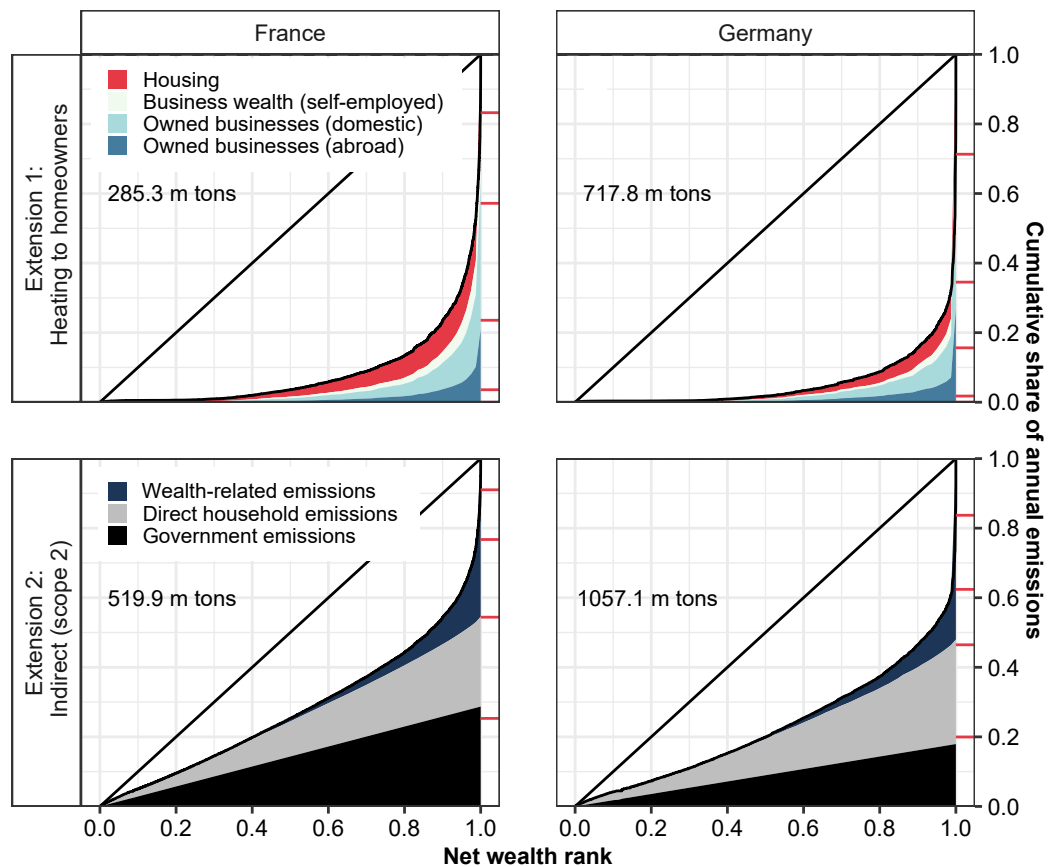 France
Germany
Extension 1:
Heating to homeowners
Housing
Business wealth (self-employed)
Owned businesses (domestic)
Owned businesses (abroad)
285.3 m tons
717.8 m tons
1.0
0.8
0.6
0.4
0.2
0.0
Cumulative share of annual emissions
Extension 2:
Indirect (scope 2)
Wealth-related emissions
Direct household emissions
Government emissions
519.9 m tons
1057.1 m tons
1.0
0.8
0.6
0.4
0.2
0.0
0.0 0.2 0.4 0.6 0.8 1.0
0.0 0.2 0.4 0.6 0.8 1.0
Net wealth rank